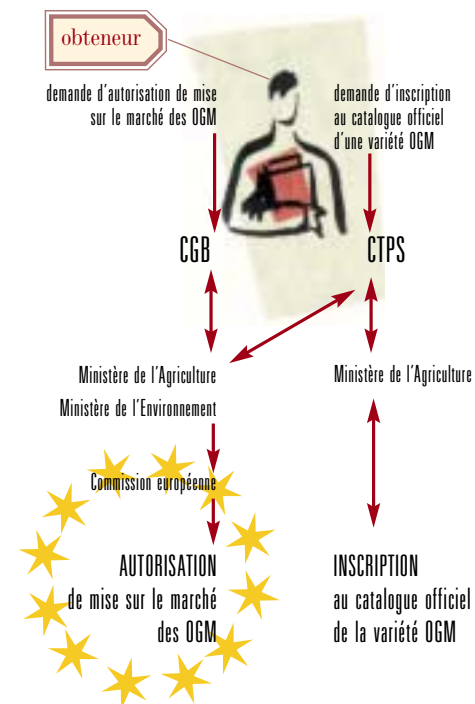 obteneur
demande d'autorisation de mise
sur le marché des OGM
demande d'inscription
au catalogue officiel
d'une variété OGM
CGB
CTPS
Ministère de l'Agriculture
Ministère de l'Environnement
Ministère de l'Agriculture
Commission européenne
AUTORISATION
de mise sur le marché
des OGM
INSCRIPTION
au catalogue officiel
de la variété OGM